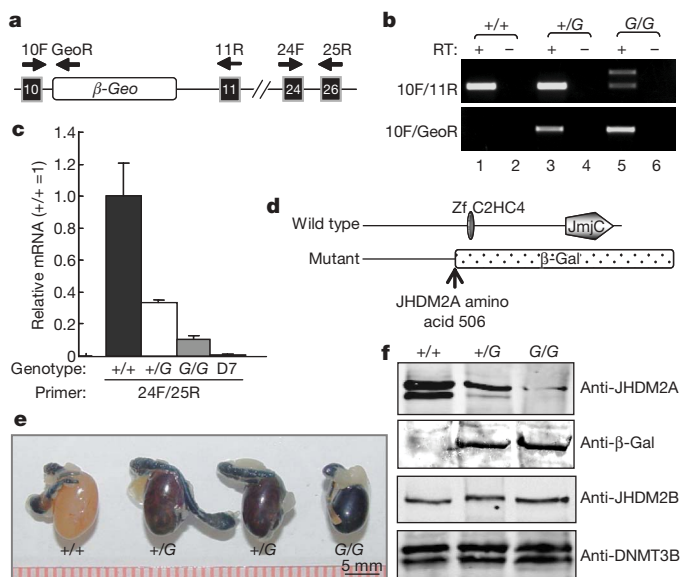 a
10F GeoR 11R 24F 25R
10 β-Geo 11 24 26
b
+/+ +/G G/G
RT: + – + – + –
10F/11R
10F/GeoR
1 2 3 4 5 6
c
Relative mRNA (+/+ =1)
1.4
1.2
1.0
0.8
0.6
0.4
0.2
0
Genotype: +/+ +/G G/G D7
Primer: 24F/25R
d
Zf C2HC4
Wild type JmjC
Mutant β-Gal
JHDM2A amino
acid 506
e
+/+ +/G +/G G/G
5 mm
f
+/+ +/G G/G
Anti-JHDM2A
Anti-β-Gal
Anti-JHDM2B
Anti-DNMT3B